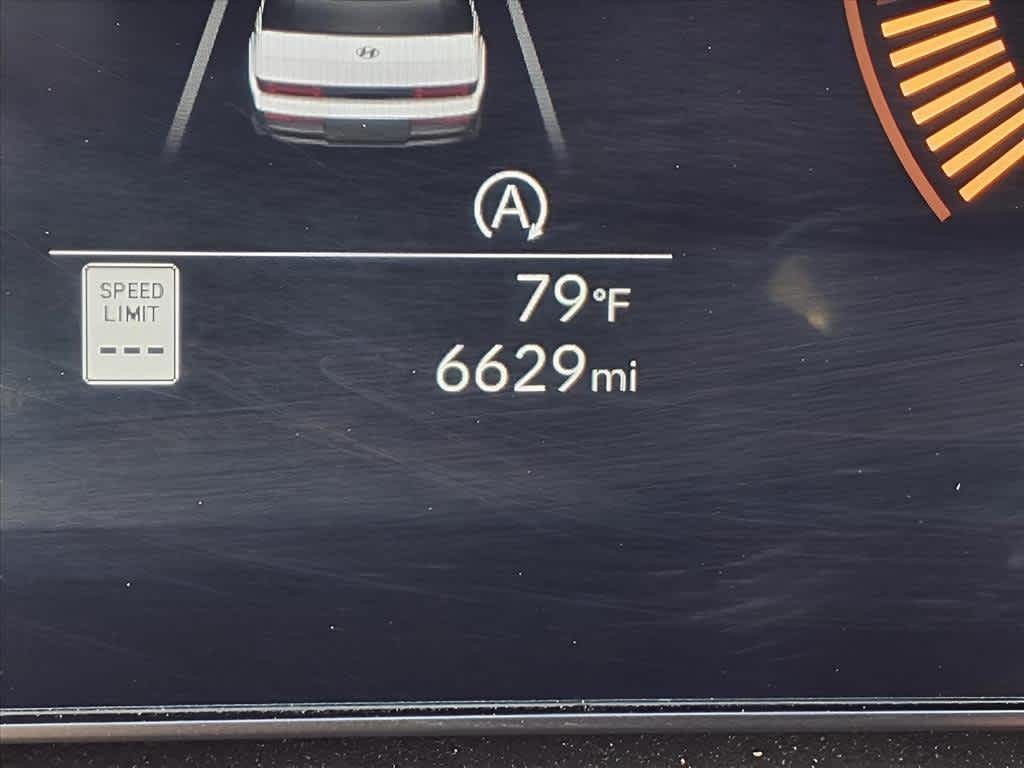 A
SPEED
LIMIT
---
79°F
6629mi